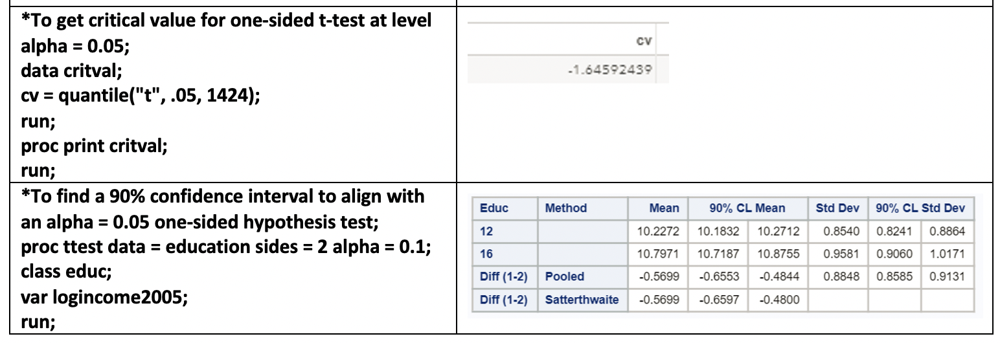 *To get critical value for one-sided t-test at level
alpha = 0.05;
data critval;
cv = quantile("t", .05, 1424);
run;
proc print critval;
run;
cv
-1.64592439
*To find a 90% confidence interval to align with
an alpha = 0.05 one-sided hypothesis test;
proc ttest data = education sides = 2 alpha = 0.1;
class educ;
var logincome2005;
run;
Educ Method Mean 90% CL Mean Std Dev 90% CL Std Dev
12 10.2272 10.1832 10.2712 0.8540 0.8241 0.8864
16 10.7971 10.7187 10.8755 0.9581 0.9060 1.0171
Diff (1-2) Pooled -0.5699 -0.6553 -0.4844 0.8848 0.8585 0.9131
Diff (1-2) Satterthwaite -0.5699 -0.6597 -0.4800